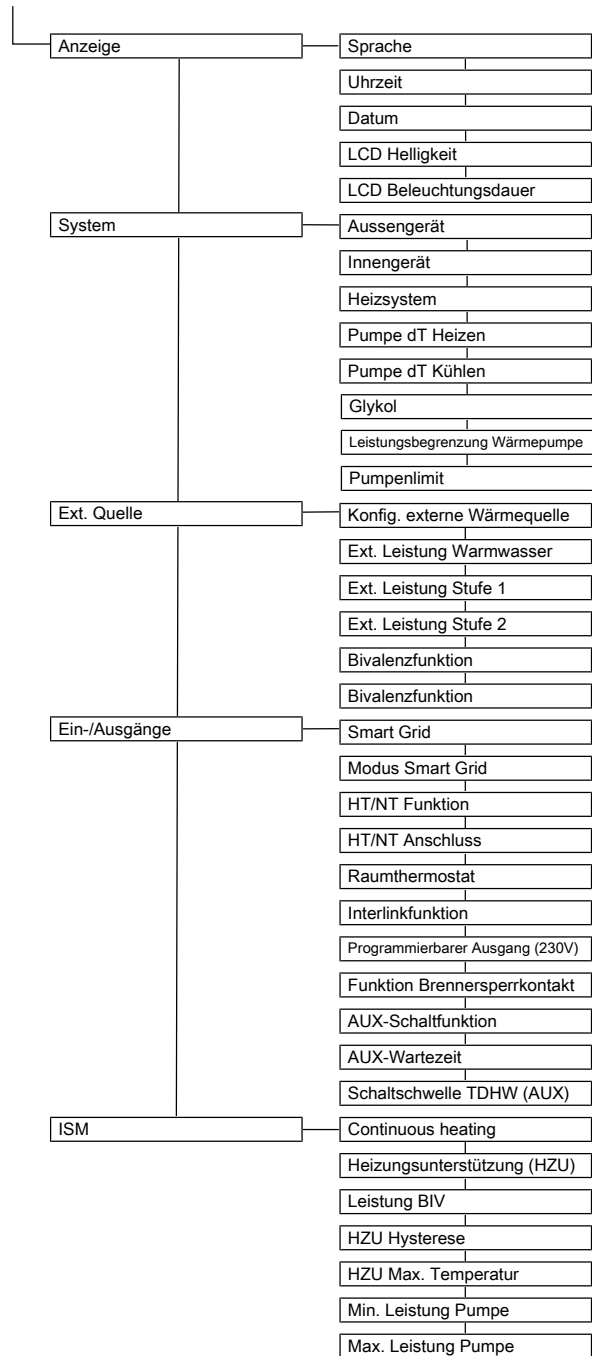 Anzeige
Sprache
Uhrzeit
Datum
LCD Helligkeit
LCD Beleuchtungsdauer
System
Aussengerät
Innengerät
Heizsystem
Pumpe dT Heizen
Pumpe dT Kühlen
Glykol
Leistungsbegrenzung Wärmepumpe
Pumpenlimit
Ext. Quelle
Konfig. externe Wärmequelle
Ext. Leistung Warmwasser
Ext. Leistung Stufe 1
Ext. Leistung Stufe 2
Bivalenzfunktion
Bivalenzfunktion
Ein-/Ausgänge
Smart Grid
Modus Smart Grid
HT/NT Funktion
HT/NT Anschluss
Raumthermostat
Interlinkfunktion
Programmierbarer Ausgang (230V)
Funktion Brennersperrkontakt
AUX-Schaltfunktion
AUX-Wartezeit
Schaltschwelle TDHW (AUX)
ISM
Continuous heating
Heizungsunterstützung (HZU)
Leistung BIV
HZU Hysterese
HZU Max. Temperatur
Min. Leistung Pumpe
Max. Leistung Pumpe